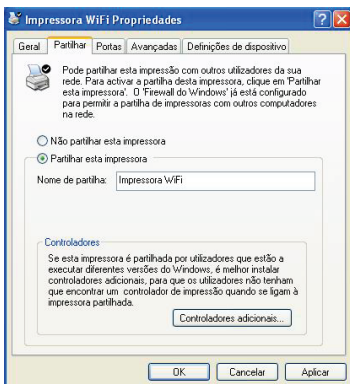 Impressora WiFi Propriedades
Geral Partilhar Portas Avançadas Definições de dispositivo
Pode partilhar esta impressão com outros utilizadores da sua
rede. Para activar a partilha desta impressora, clique em 'Partilhar
esta impressora'. O 'Firewall do Windows' já está configurado
para permitir a partilha de impressoras com outros computadores
na rede.
Não partilhar esta impressora
Partilhar esta impressora
Nome de partilha: Impressora WiFi
Controladores
Se esta impressora é partilhada por utilizadores que estão a
executar diferentes versões do Windows, é melhor instalar
controladores adicionais, para que os utilizadores não tenham
que encontrar um controlador de impressão quando se ligam à
impressora partilhada.
Controladores adicionais...
OK Cancelar Aplicar